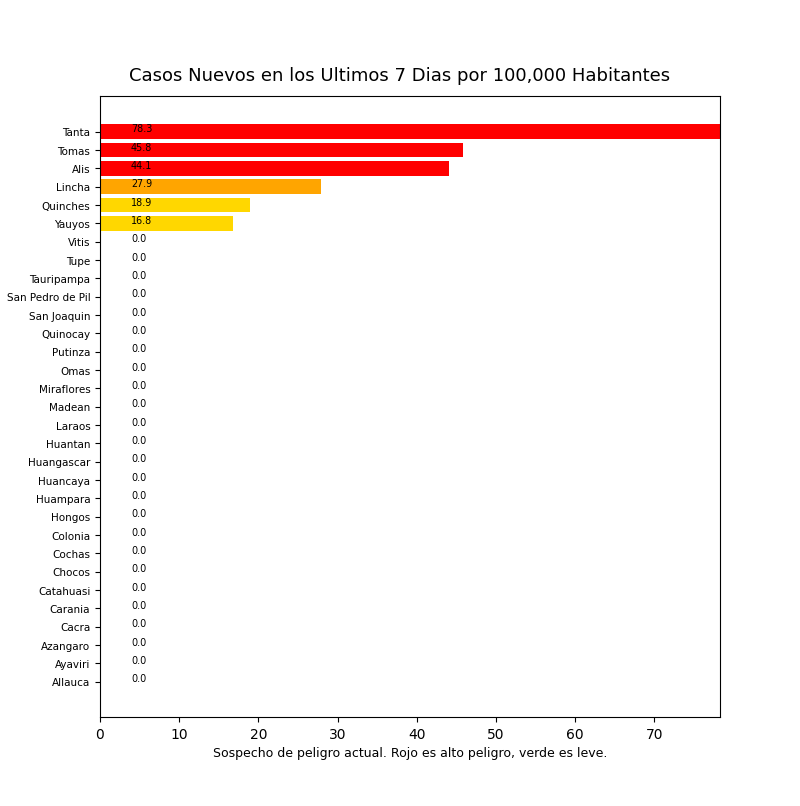 Casos Nuevos en los Ultimos 7 Dias por 100,000 Habitantes
Tanta 78.3
Tomas 45.8
Alis 44.1
Lincha 27.9
Quinches 18.9
Yauyos 16.8
Vitis 0.0
Tupe 0.0
Tauripampa 0.0
San Pedro de Pil 0.0
San Joaquin 0.0
Quinocay 0.0
Putinza 0.0
Omas 0.0
Miraflores 0.0
Madean 0.0
Laraos 0.0
Huantan 0.0
Huangascar 0.0
Huancaya 0.0
Huampara 0.0
Hongos 0.0
Colonia 0.0
Cochas 0.0
Chocos 0.0
Catahuasi 0.0
Carania 0.0
Cacra 0.0
Azangaro 0.0
Ayaviri 0.0
Allauca 0.0
0 10 20 30 40 50 60 70
Sospecho de peligro actual. Rojo es alto peligro, verde es leve.